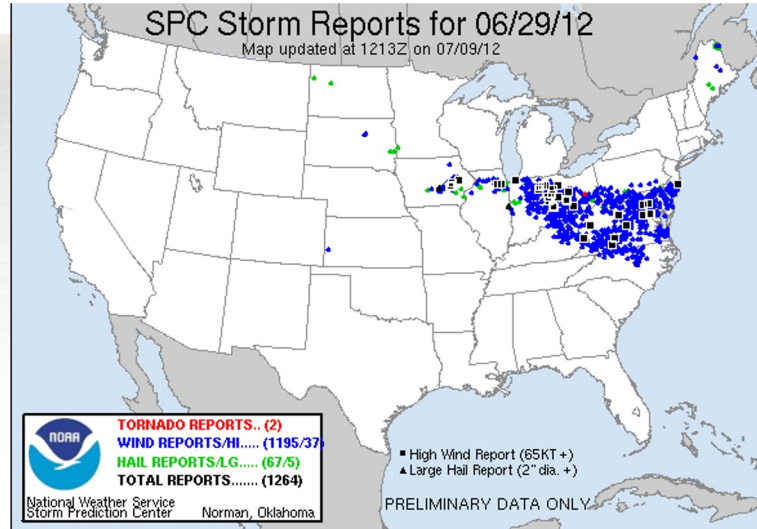 SPC Storm Reports for 06/29/12
Map updated at 1213Z on 07/09/12
NOAA
TORNADO REPORTS.. (2)
WIND REPORTS/HI..... (1195/37)
HAIL REPORTS/LG..... (67/5)
TOTAL REPORTS....... (1264)
National Weather Service
Storm Prediction Center Norman, Oklahoma
High Wind Report (65KT +)
Large Hail Report (2" dia. +)
PRELIMINARY DATA ONLY